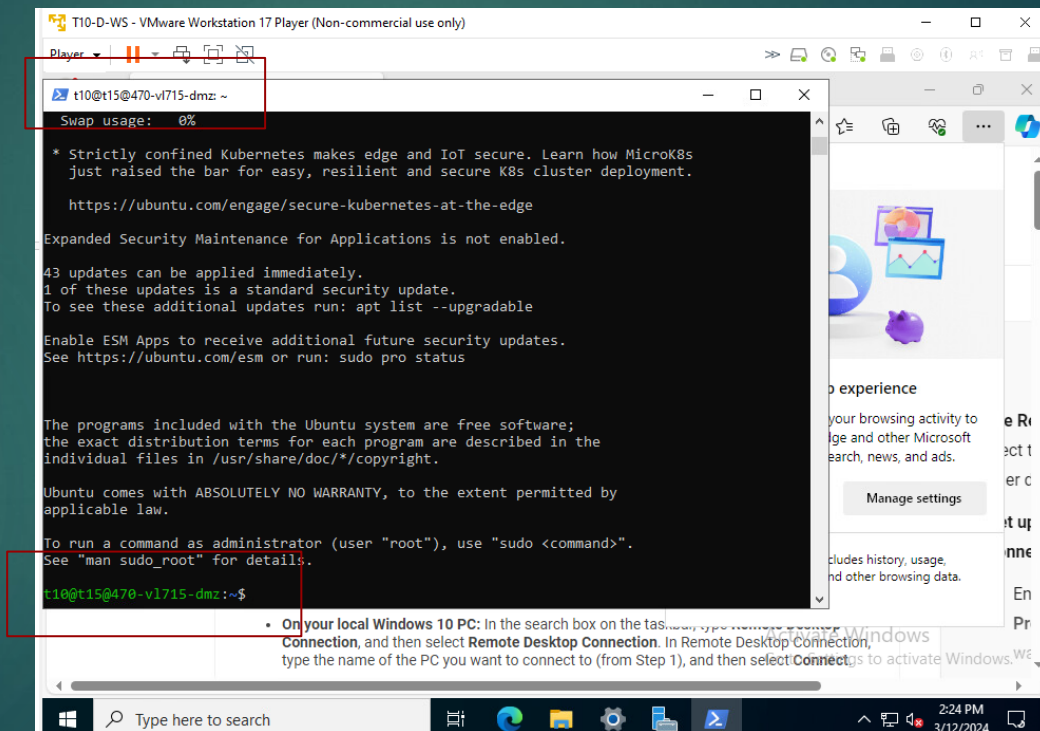 T10-D-WS - VMware Workstation 17 Player (Non-commercial use only)
Player
t10@t15@470-vl715-dmz: ~
Swap usage: 0%
* Strictly confined Kubernetes makes edge and IoT secure. Learn how MicroK8s
just raised the bar for easy, resilient and secure K8s cluster deployment.
https://ubuntu.com/engage/secure-kubernetes-at-the-edge
Expanded Security Maintenance for Applications is not enabled.
43 updates can be applied immediately.
1 of these updates is a standard security update.
To see these additional updates run: apt list --upgradable
Enable ESM Apps to receive additional future security updates.
See https://ubuntu.com/esm or run: sudo pro status
The programs included with the Ubuntu system are free software;
the exact distribution terms for each program are described in the
individual files in /usr/share/doc/*/copyright.
Ubuntu comes with ABSOLUTELY NO WARRANTY, to the extent permitted by
applicable law.
To run a command as administrator (user "root"), use "sudo <command>".
See "man sudo_root" for details.
t10@t15@470-vl715-dmz:~$
experience
your browsing activity to
and other Microsoft
search, news, and ads.
Manage settings
includes history, usage,
and other browsing data.
On your local Windows 10 PC: In the search box on the taskbar, type Remote Desktop
Connection, and then select Remote Desktop Connection. In Remote Desktop Connection,
type the name of the PC you want to connect to (from Step 1), and then select Connect.
Activate Windows
Go to Settings to activate Windows.
Type here to search
2:24 PM
3/12/2024